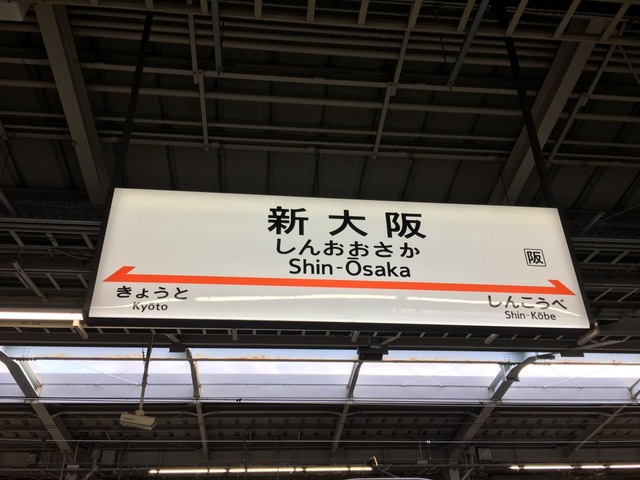 新大阪
しんおおさか
Shin-Ōsaka
阪
きょうと
Kyōto
しんこうべ
Shin-Kōbe